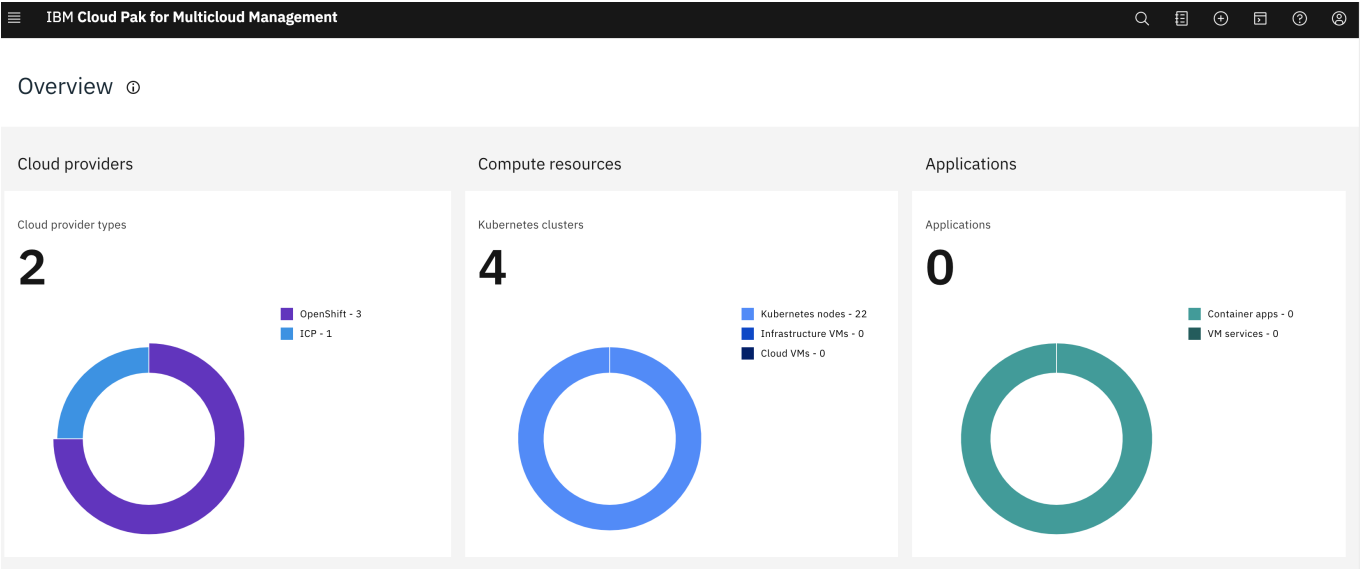 IBM Cloud Pak for Multicloud Management
Overview
Cloud providers
Cloud provider types
2
OpenShift - 3
ICP - 1
Compute resources
Kubernetes clusters
4
Kubernetes nodes - 22
Infrastructure VMs - 0
Cloud VMs - 0
Applications
Applications
0
Container apps - 0
VM services - 0